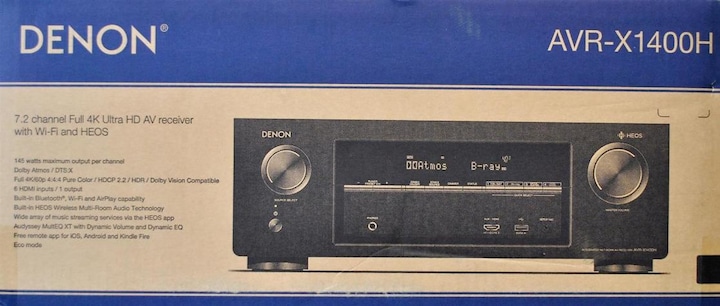 DENON®
AVR-X1400H
7.2 channel Full 4K Ultra HD AV receiver
with Wi-Fi and HEOS
145 watts maximum output per channel
Dolby Atmos / DTS:X
Full 4K/60p 4:4:4 Pure Color / HDCP 2.2 / HDR / Dolby Vision Compatible
6 HDMI inputs / 1 output
Built-in Bluetooth®, Wi-Fi and AirPlay capability
Built-in HEOS Wireless Multi-Room Audio Technology
Wide array of music streaming services via the HEOS app
Audyssey MultEQ XT with Dynamic Volume and Dynamic EQ
Free remote app for iOS, Android and Kindle Fire
Eco mode
DENON
HEOS
Atmos B-ray
SOURCE SELECT
PHONES